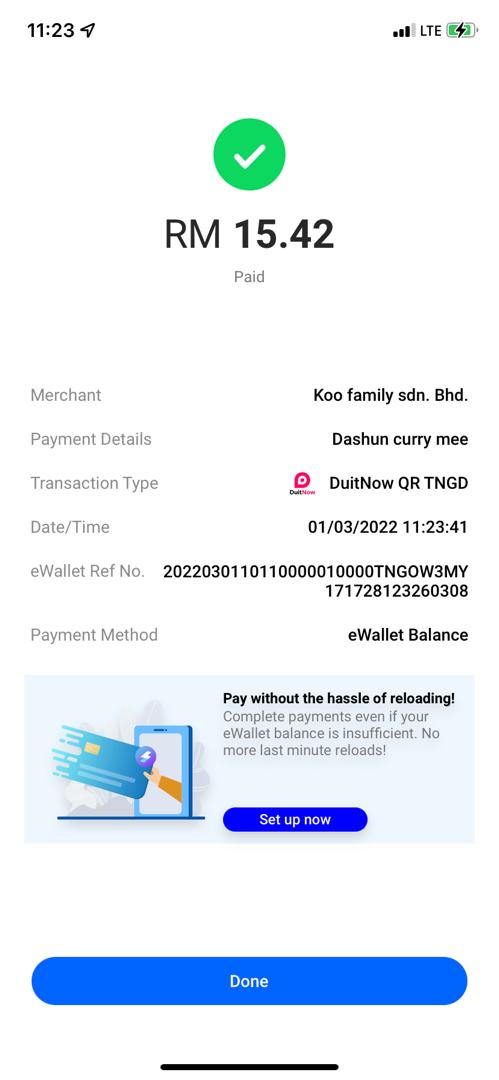 11:23 LTE
RM 15.42
Paid
Merchant Koo family sdn. Bhd.
Payment Details Dashun curry mee
Transaction Type DuitNow DuitNow QR TNGD
Date/Time 01/03/2022 11:23:41
eWallet Ref No. 20220301101100000010000TNGOW3MY
171728123260308
Payment Method eWallet Balance
Pay without the hassle of reloading!
Complete payments even if your
eWallet balance is insufficient. No
more last minute reloads!
Set up now
Done